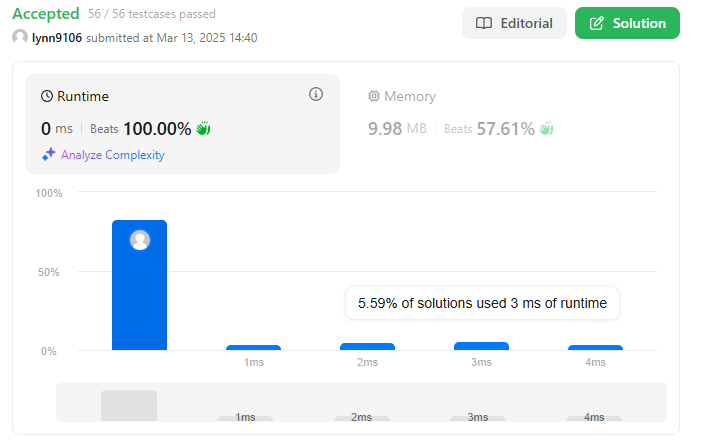 Accepted 56 / 56 testcases passed
Editorial
Solution
lynn9106 submitted at Mar 13, 2025 14:40
Runtime
Memory
0 ms Beats 100.00%
9.98 MB Beats 57.61%
Analyze Complexity
100%
50%
5.59% of solutions used 3 ms of runtime
0%
1ms 2ms 3ms 4ms
1ms 2ms 3ms 4ms